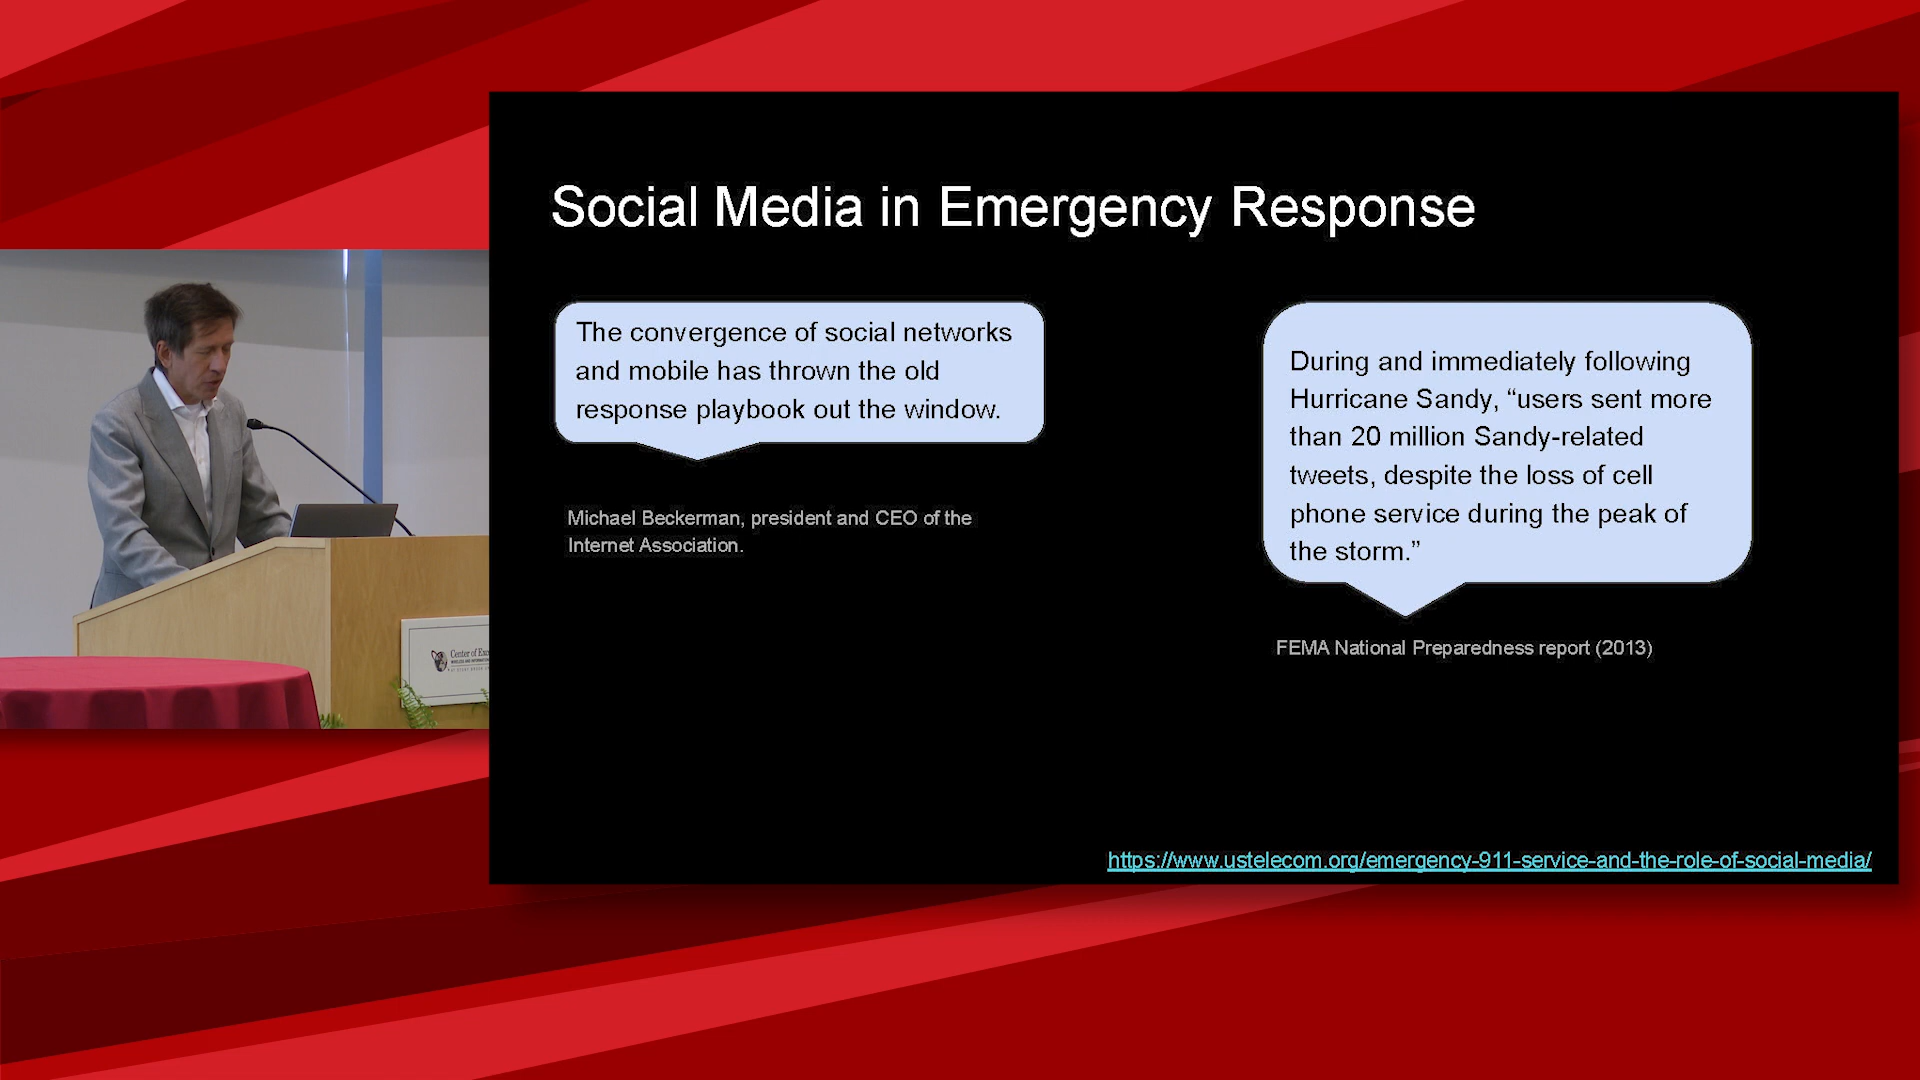 Social Media in Emergency Response
The convergence of social networks
and mobile has thrown the old
response playbook out the window.
Michael Beckerman, president and CEO of the
Internet Association.
During and immediately following
Hurricane Sandy, “users sent more
than 20 million Sandy-related
tweets, despite the loss of cell
phone service during the peak of
the storm.”
FEMA National Preparedness report (2013)
https://www.ustelecom.org/emergency-911-service-and-the-role-of-social-media/
Center of